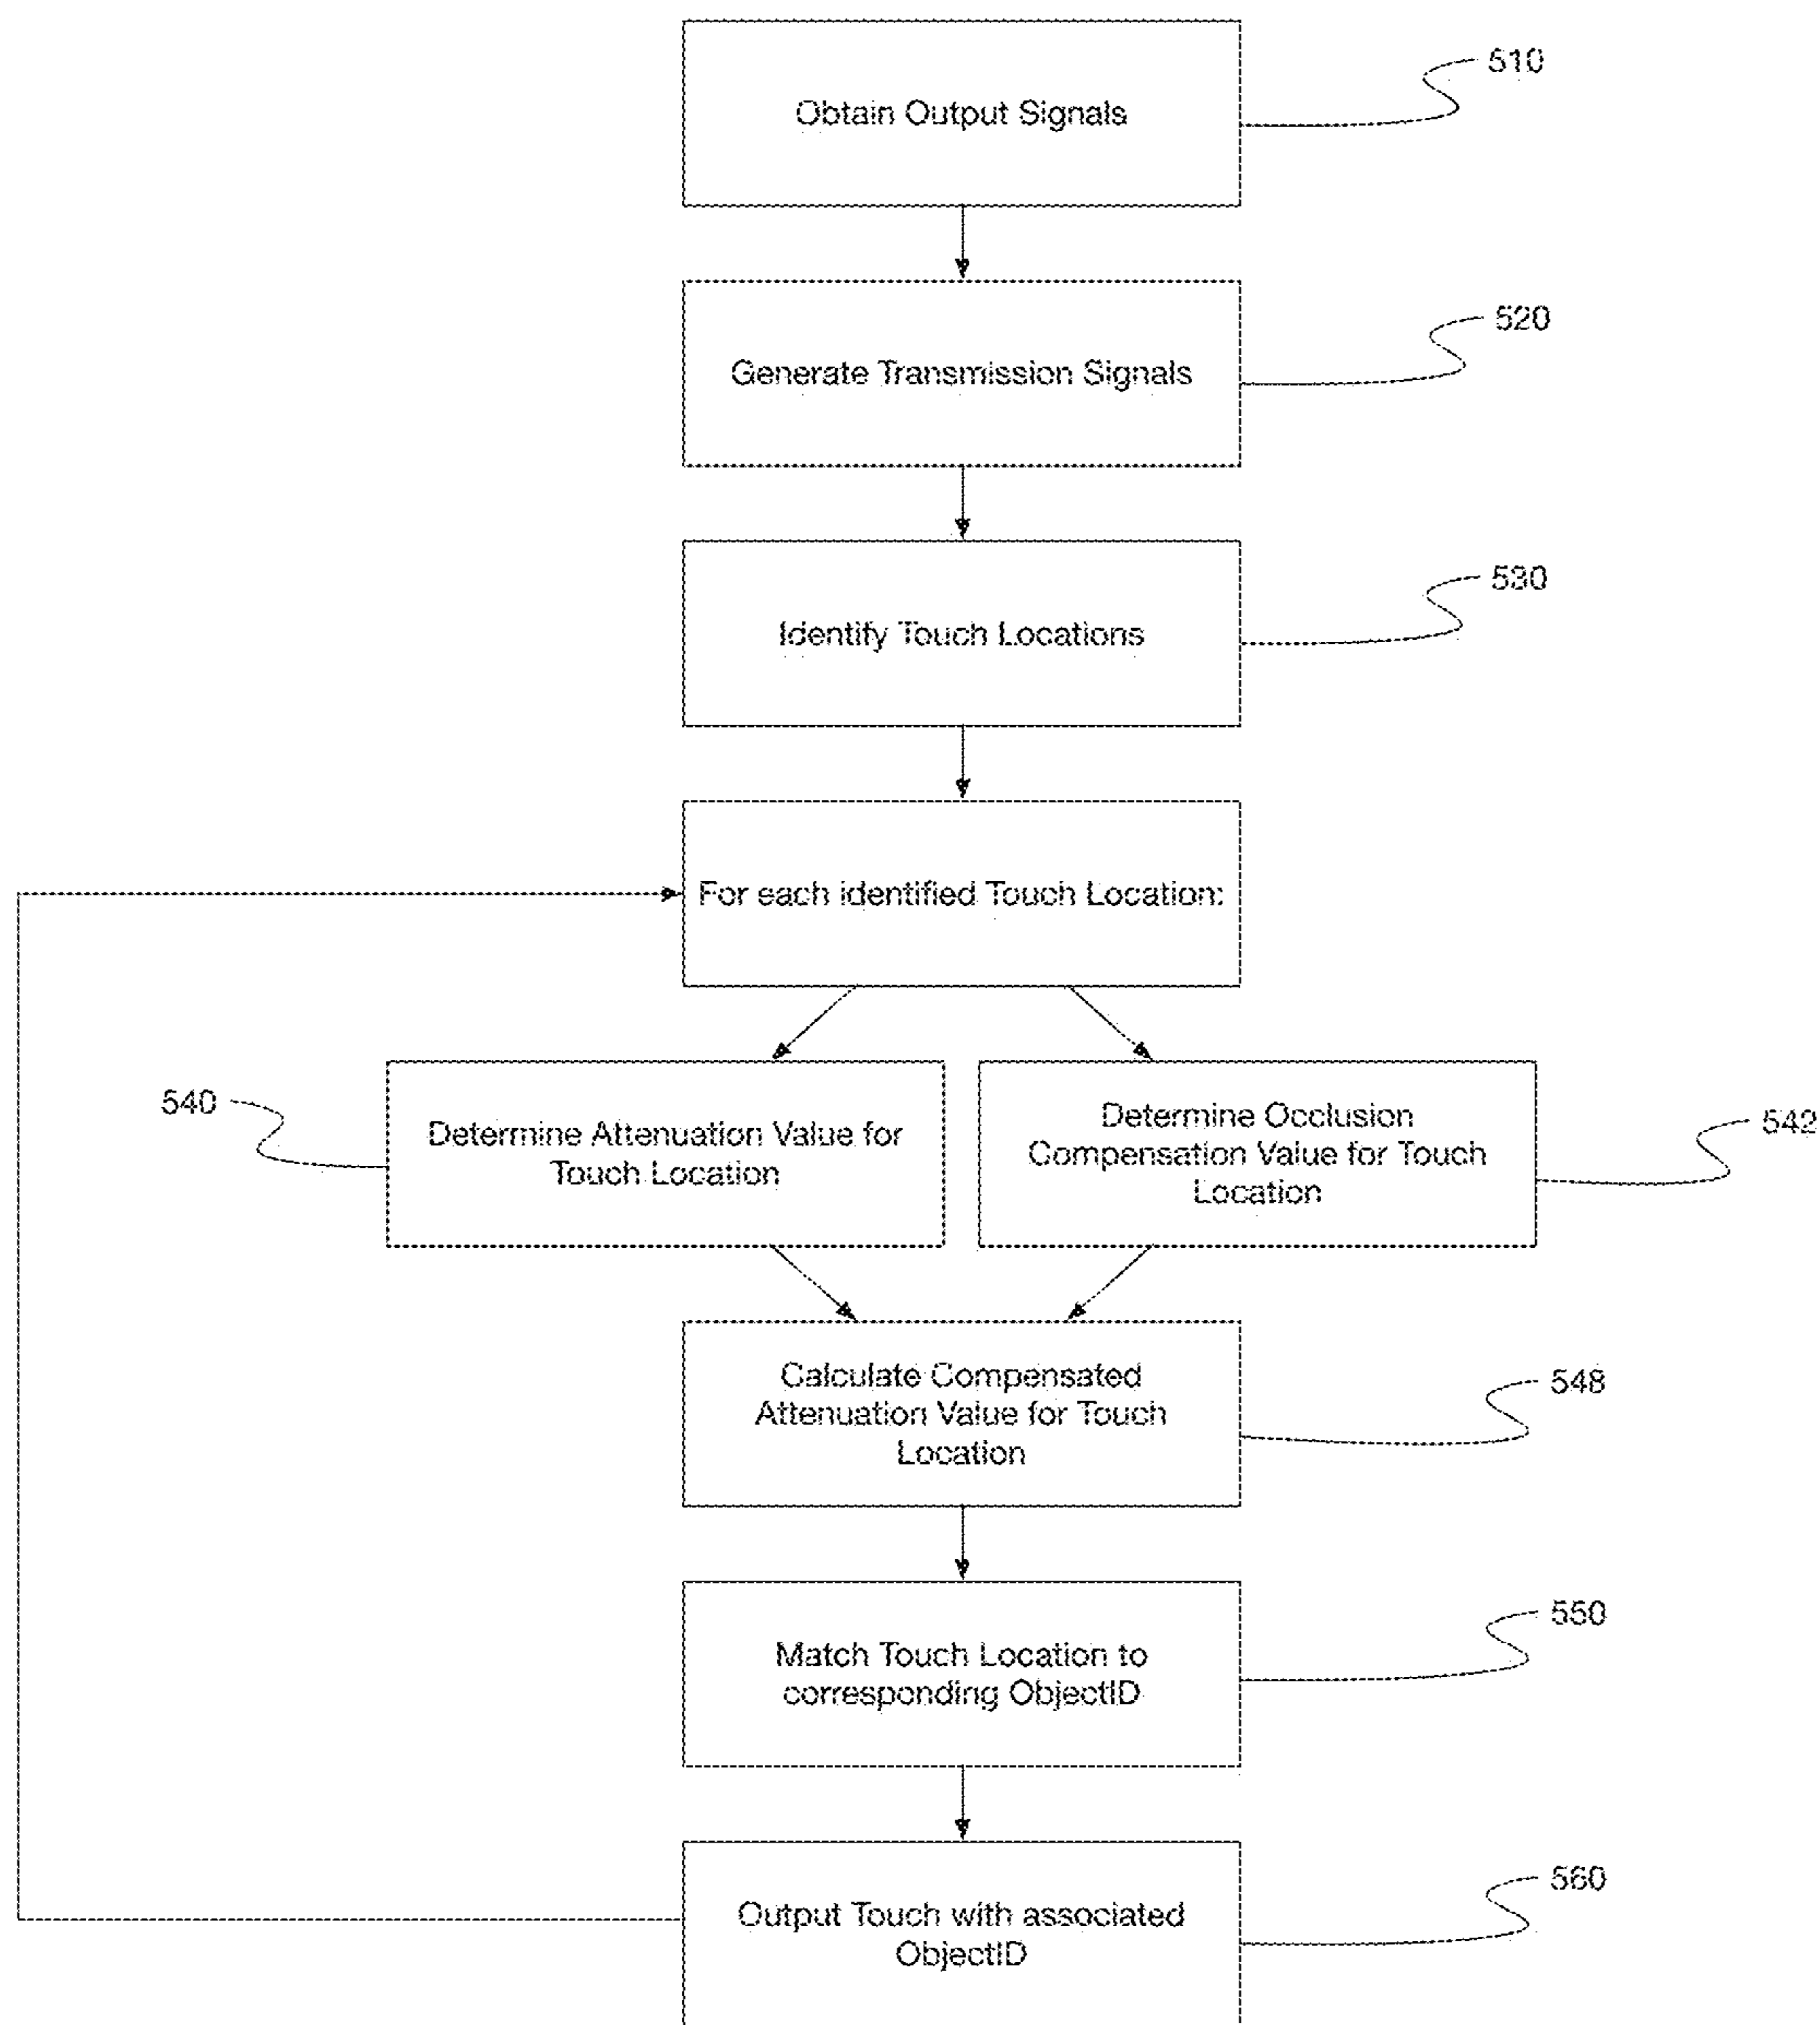 Obtain Output Signals
510
Generate Transmission Signals
520
Identify Touch Locations
530
For each identified Touch Location:
540
Determine Attenuation Value for
Touch Location
Determine Occlusion
Compensation Value for Touch
Location
542
Calculate Compensated
Attenuation Value for Touch
Location
548
Match Touch Location to
corresponding ObjectID
550
Output Touch with associated
ObjectID
560